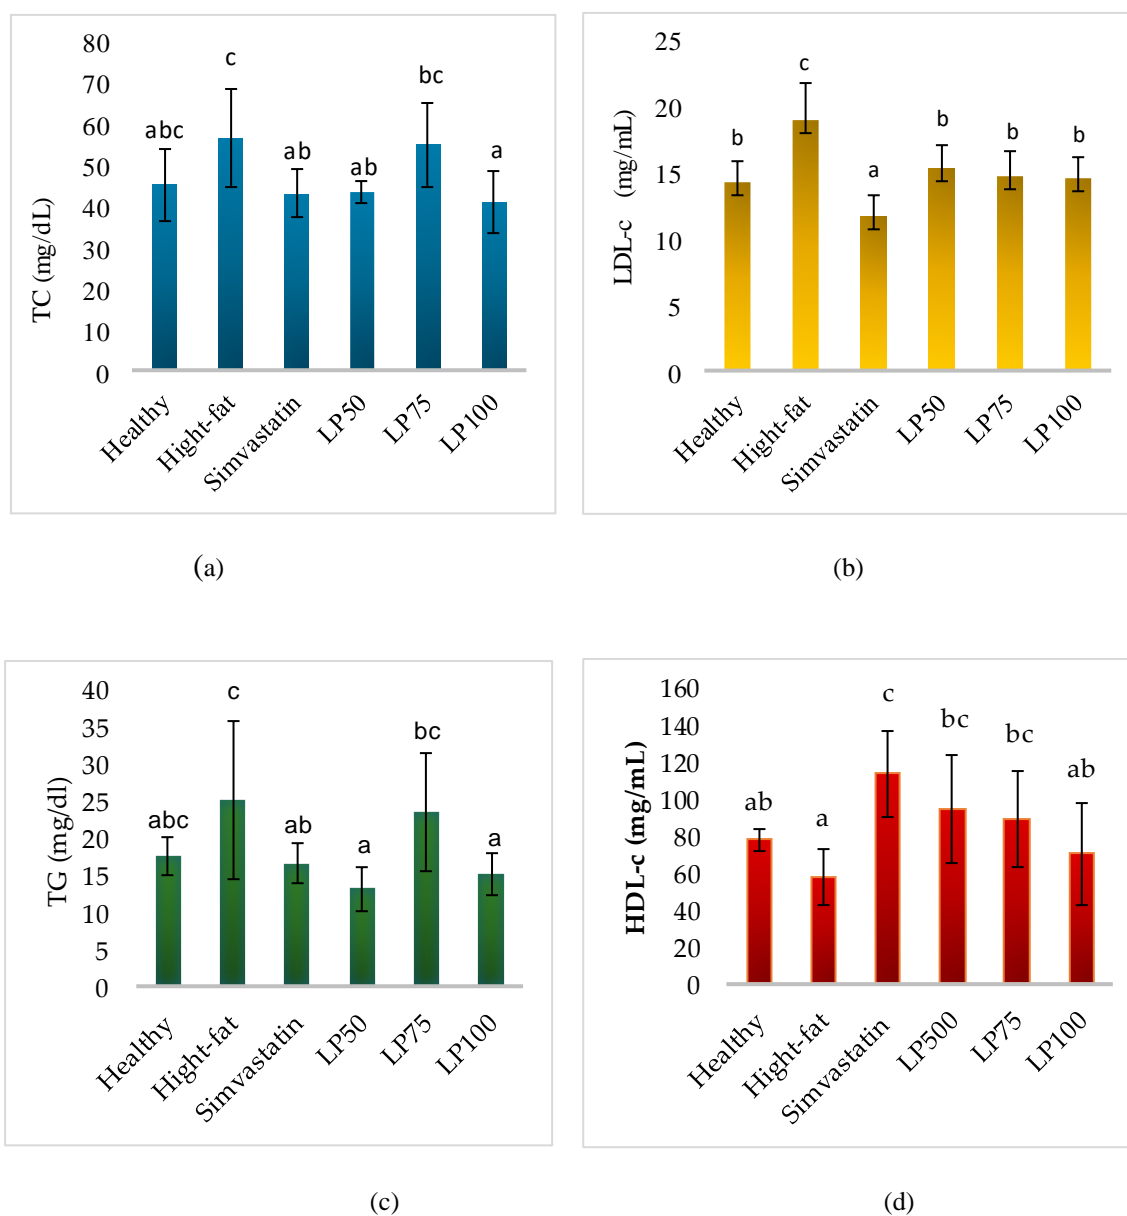 80
70
60
50
40
30
20
10
0
TC (mg/dL)
abc
c
ab
ab
bc
a
Healthy
Hight-fat
Simvastatin
LP50
LP75
LP100
(a)
25
20
15
10
5
0
LDL-c (mg/mL)
b
c
a
b
b
b
Healthy
Hight-fat
Simvastatin
LP50
LP75
LP100
(b)
40
35
30
25
20
15
10
5
0
TG (mg/dl)
abc
c
ab
a
bc
a
Healthy
Hight-fat
Simvastatin
LP50
LP75
LP100
(c)
160
140
120
100
80
60
40
20
0
HDL-c (mg/mL)
ab
a
c
bc
bc
ab
Healthy
Hight-fat
Simvastatin
LP500
LP75
LP100
(d)